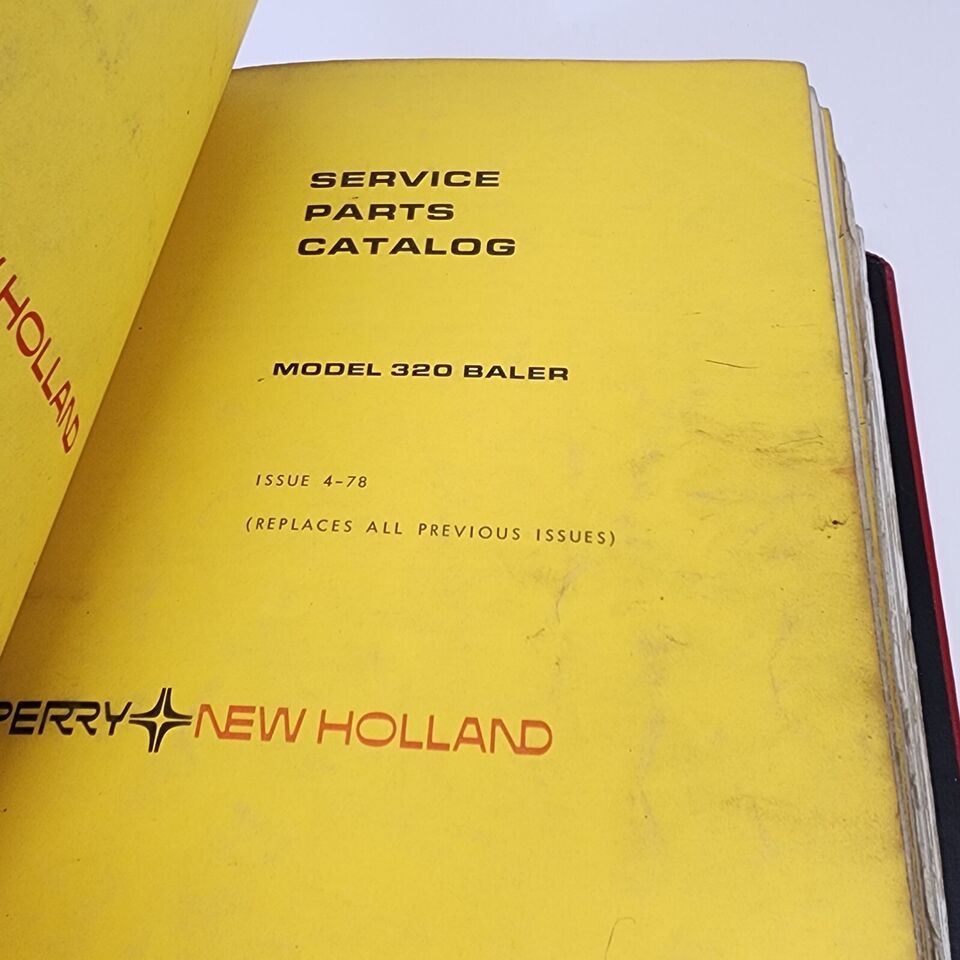 HOLLAND
SERVICE
PARTS
CATALOG
MODEL 320 BALER
ISSUE 4-78
(REPLACES ALL PREVIOUS ISSUES)
PERRY NEW HOLLAND